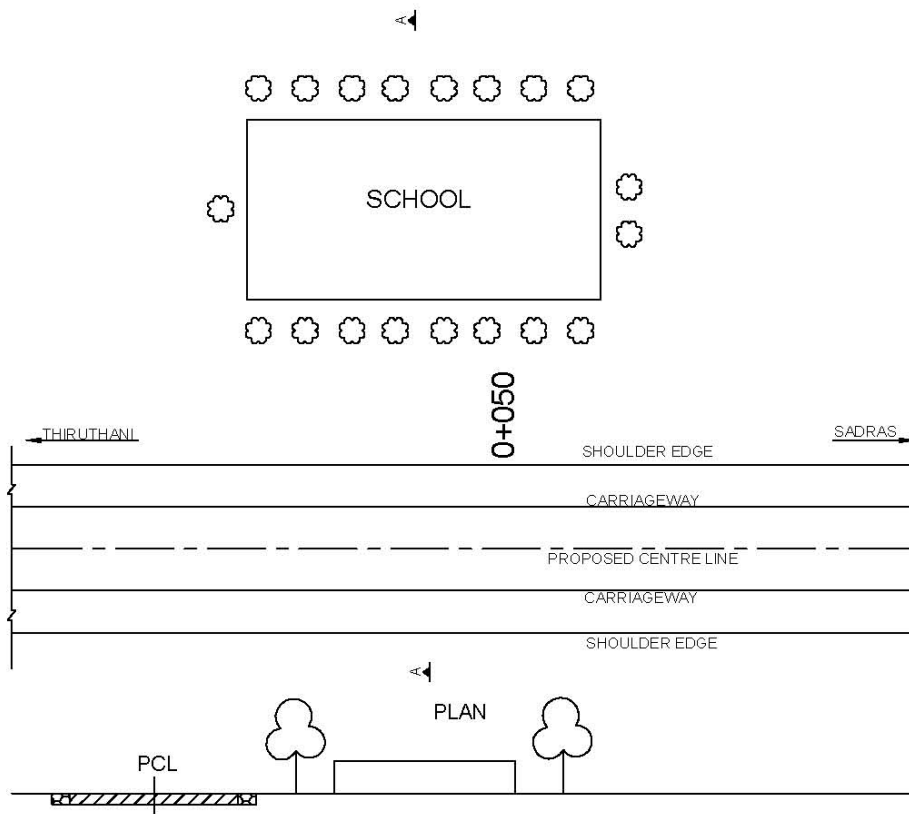 A
SCHOOL
0+050
THIRUTHANI
SADRAS
SHOULDER EDGE
CARRIAGEWAY
PROPOSED CENTRE LINE
CARRIAGEWAY
SHOULDER EDGE
A
PLAN
PCL